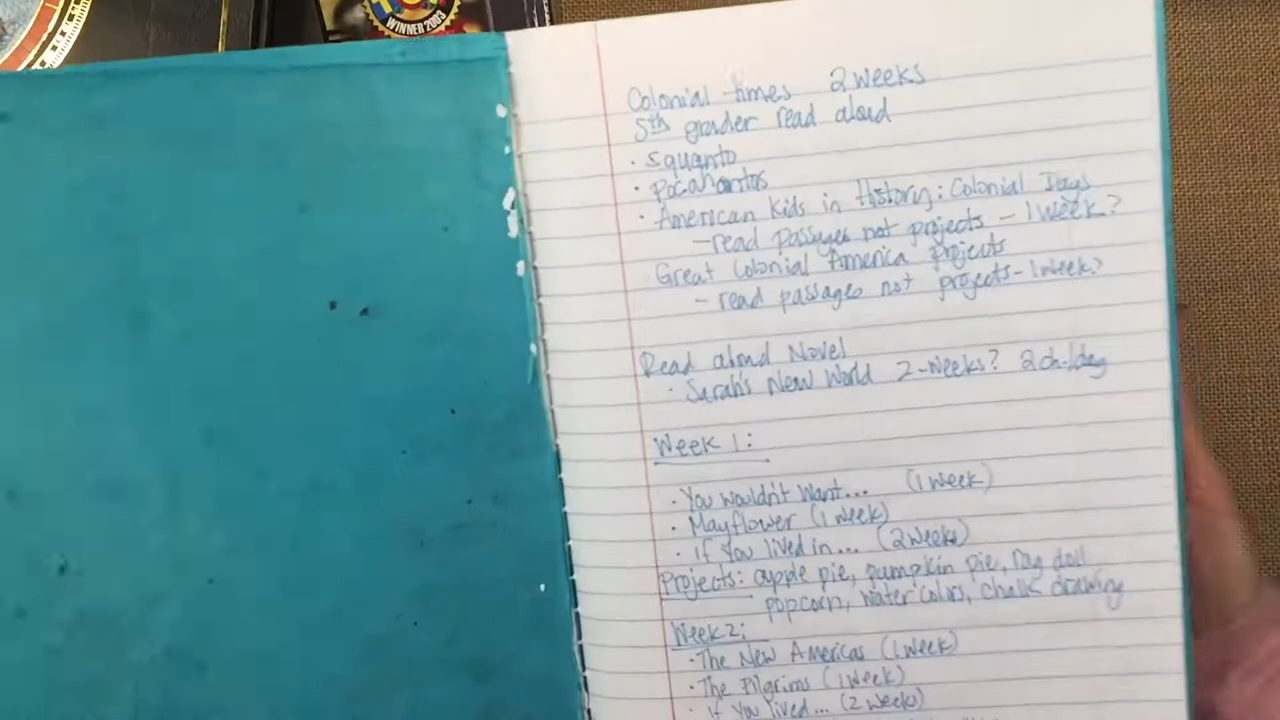 WINNER 2003
Colonial times 2 weeks
5th grader read aloud
· Squanto
· Pocahontas
· American Kids in History: Colonial Days
- read passages not projects - 1 week?
Great Colonial America projects
- read passages not projects - 1 week?
Read aloud Novel
· Sarah's New World 2-weeks? 2 ch./day
Week 1:
· You wouldn't want... (1 week)
· Mayflower (1 week)
· If you lived in... (2 weeks)
Projects: apple pie, pumpkin pie, rag doll
popcorn, water colors, chalk drawing
Week 2:
· The New Americas (1 week)
· The Pilgrims (1 week)
· If you lived... (2 weeks)